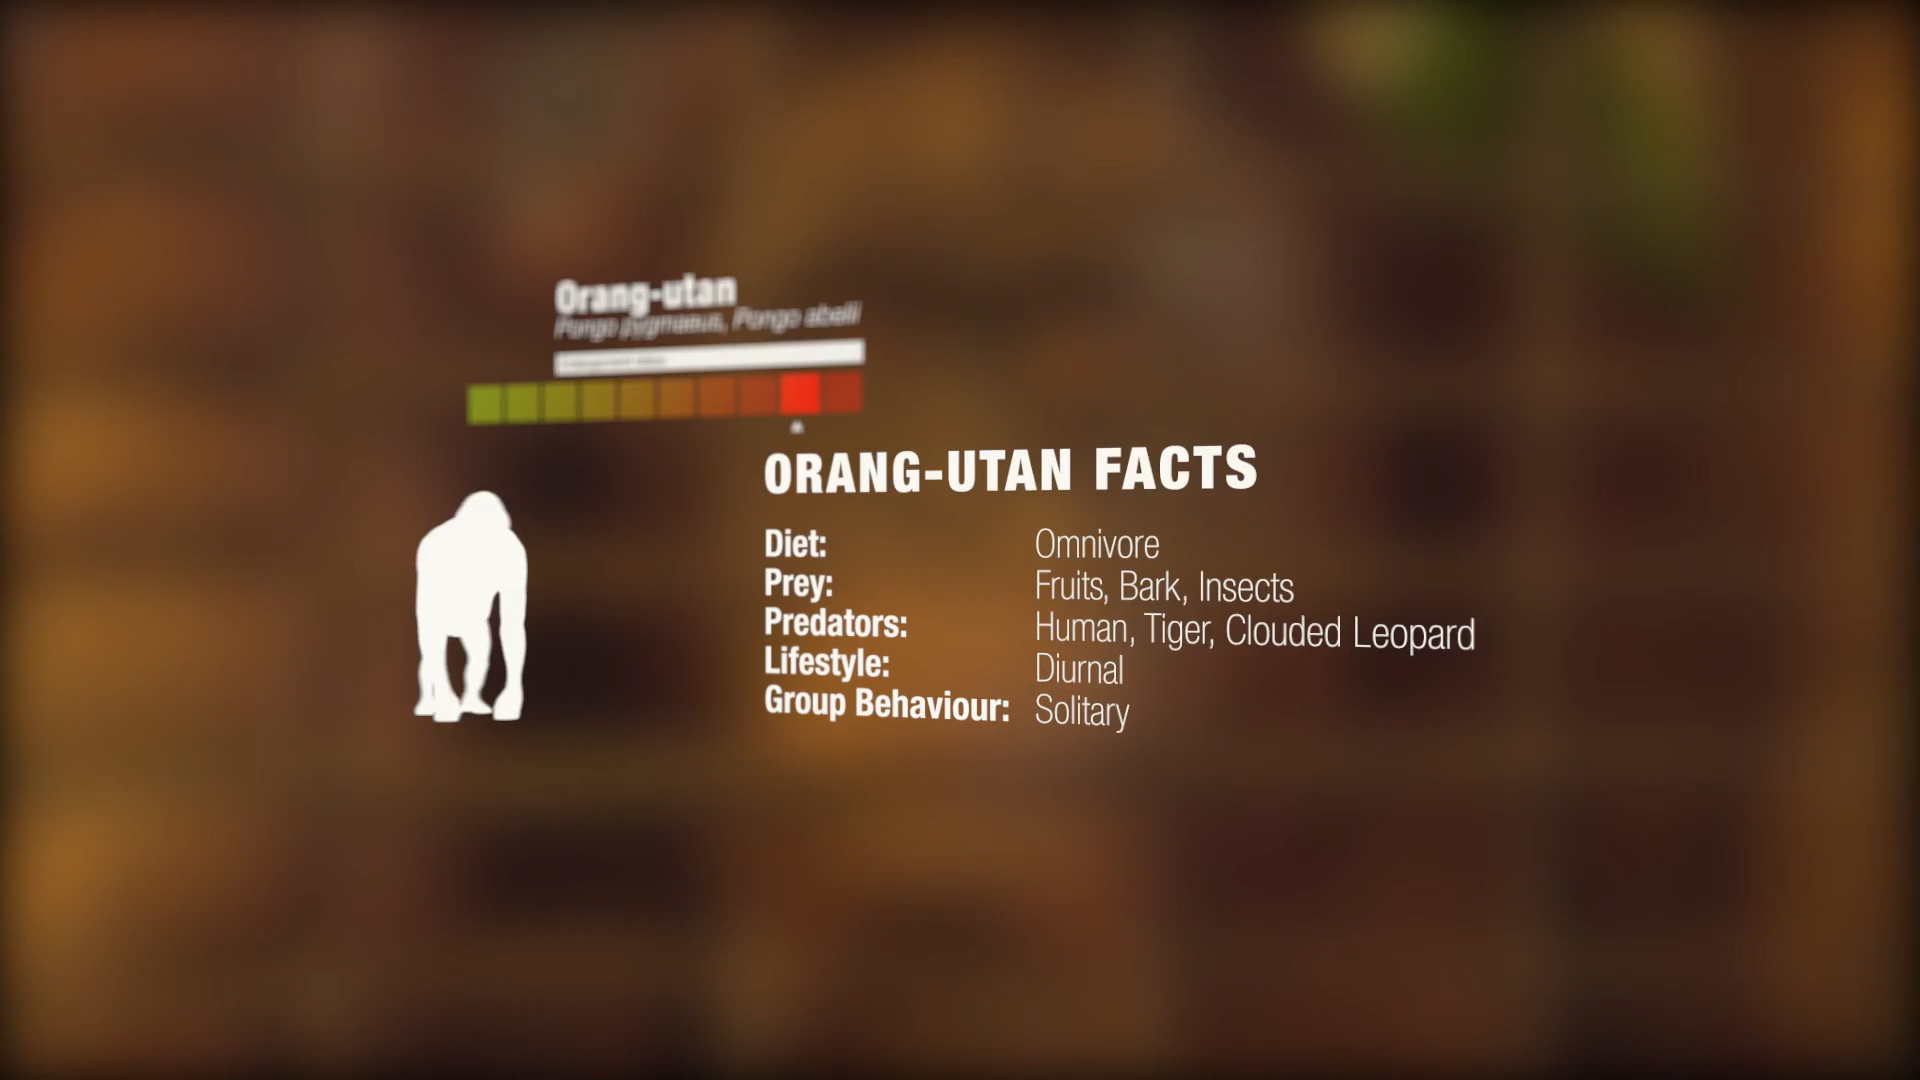 Orang-utan
Pongo pygmaeus, Pongo abelii
ORANG-UTAN FACTS
Diet: Omnivore
Prey: Fruits, Bark, Insects
Predators: Human, Tiger, Clouded Leopard
Lifestyle: Diurnal
Group Behaviour: Solitary